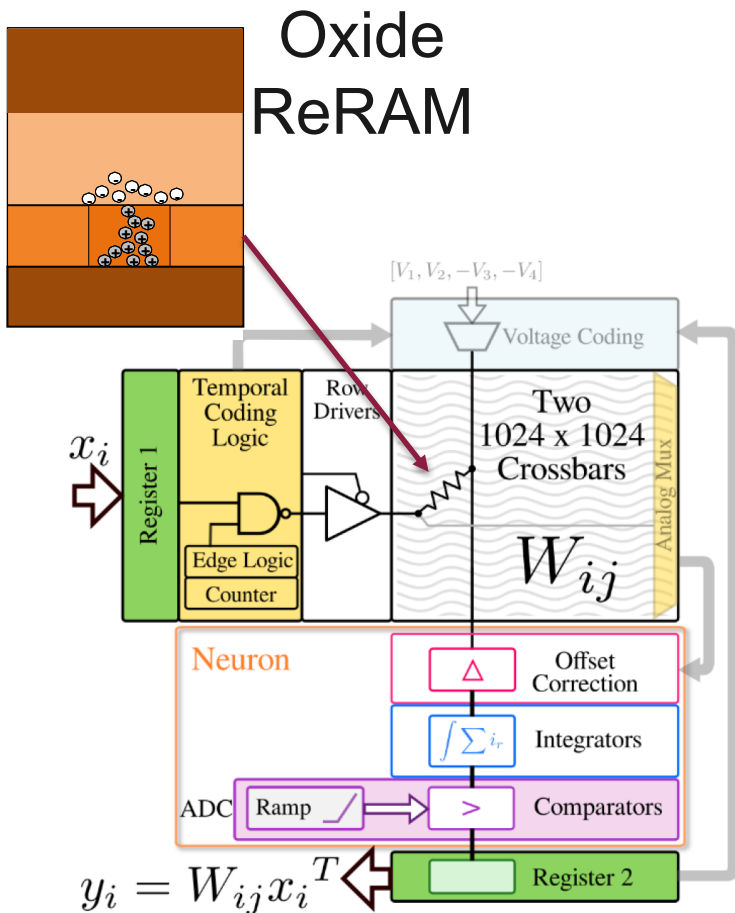 Oxide
ReRAM
[V₁, V₂, −V₃, −V₄]
Voltage Coding
Temporal
Coding
Logic
Row
Drivers
Two
1024 x 1024
Crossbars
Analog Mux
xᵢ
Register 1
Edge Logic
Counter
Wᵢⱼ
Neuron
△
Offset
Correction
∫∑ iᵣ
Integrators
ADC
Ramp
>
Comparators
yᵢ = Wᵢⱼxᵢᵀ
Register 2